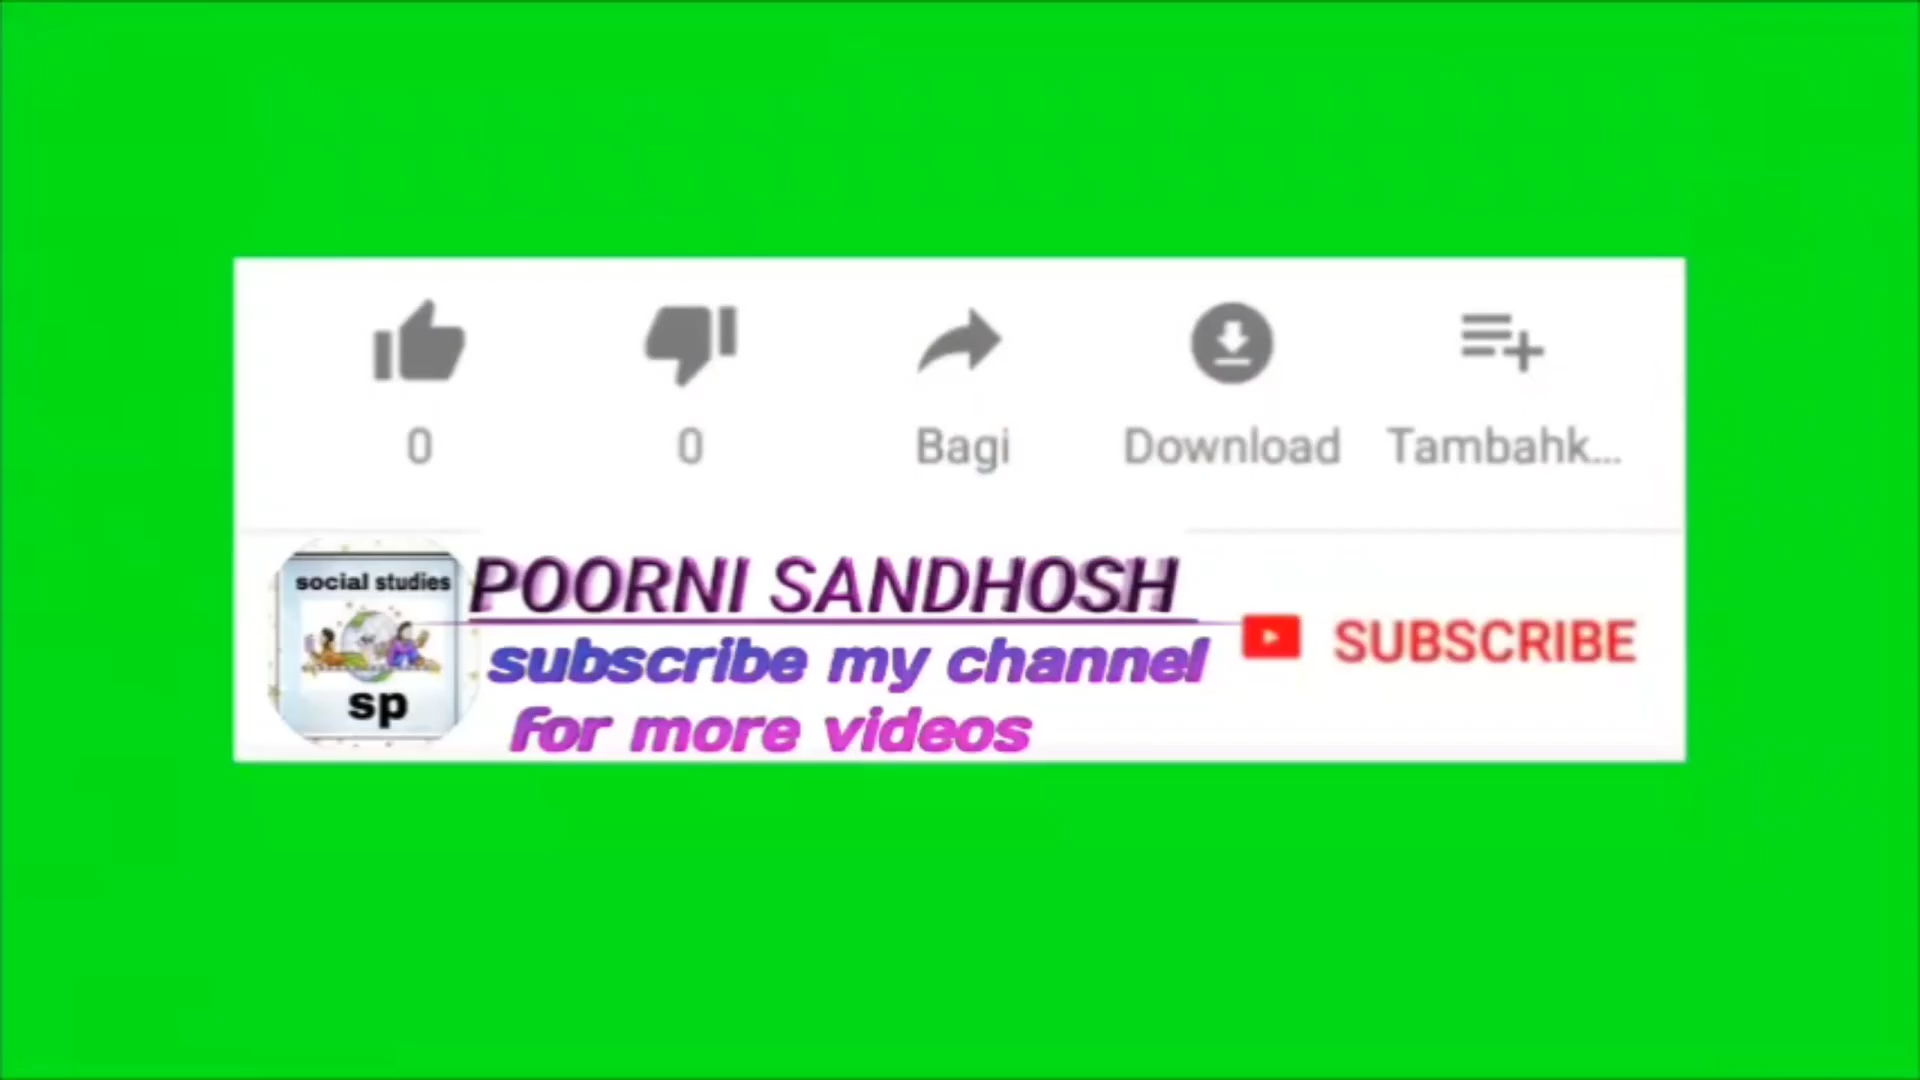 0
0
Bagi
Download
Tambahk...
social studies
sp
POORNI SANDHOSH
subscribe my channel
for more videos
SUBSCRIBE